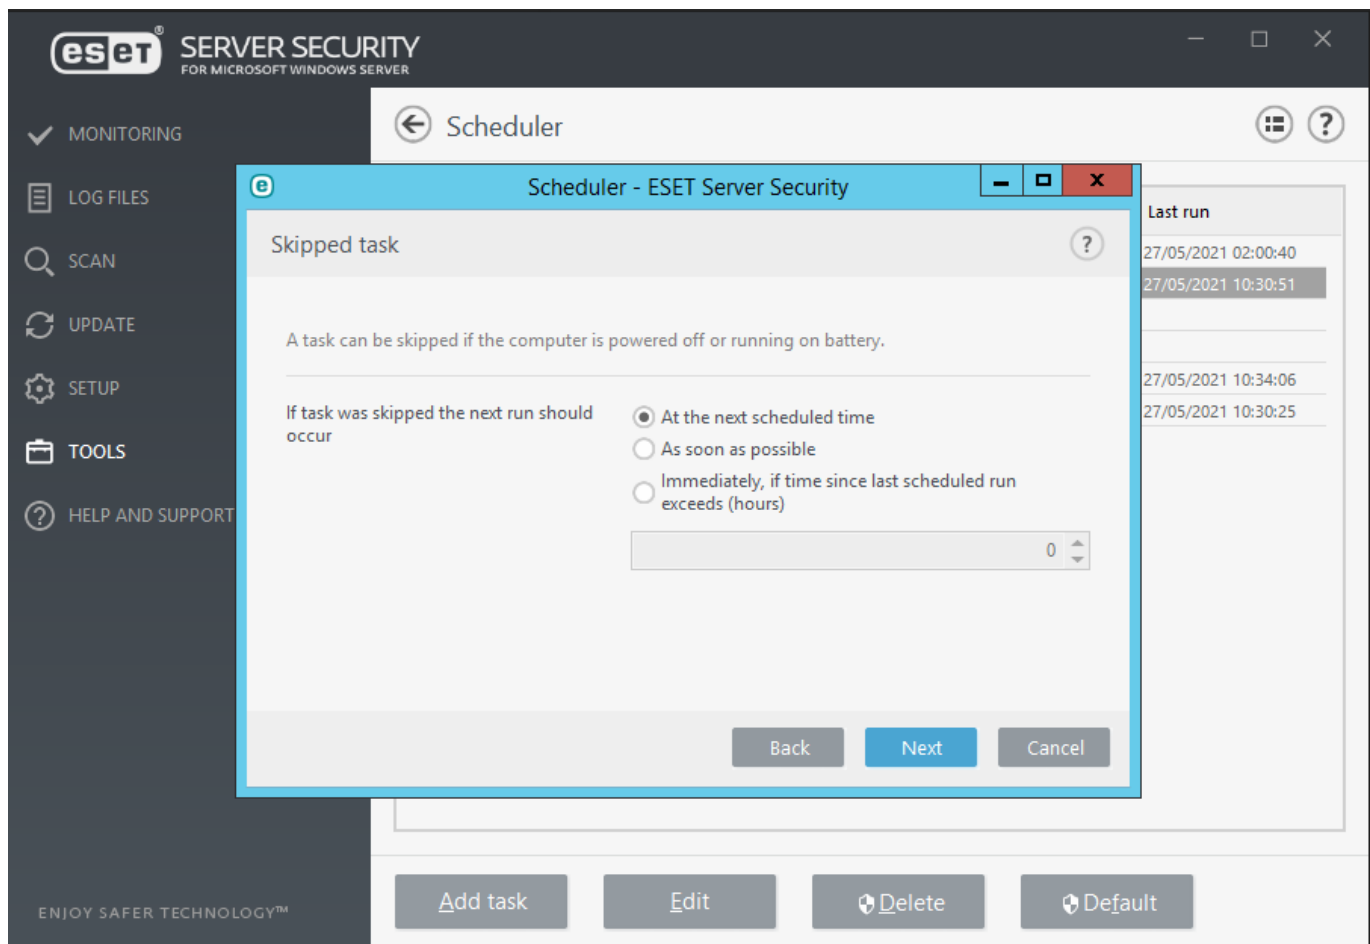 eset® SERVER SECURITY
FOR MICROSOFT WINDOWS SERVER
MONITORING
LOG FILES
SCAN
UPDATE
SETUP
TOOLS
HELP AND SUPPORT
ENJOY SAFER TECHNOLOGY™
Scheduler
?
Last run
27/05/2021 02:00:40
27/05/2021 10:30:51
27/05/2021 10:34:06
27/05/2021 10:30:25
e
Scheduler - ESET Server Security
Skipped task
?
A task can be skipped if the computer is powered off or running on battery.
If task was skipped the next run should
occur
At the next scheduled time
As soon as possible
Immediately, if time since last scheduled run
exceeds (hours)
0
Back
Next
Cancel
Add task
Edit
Delete
Default